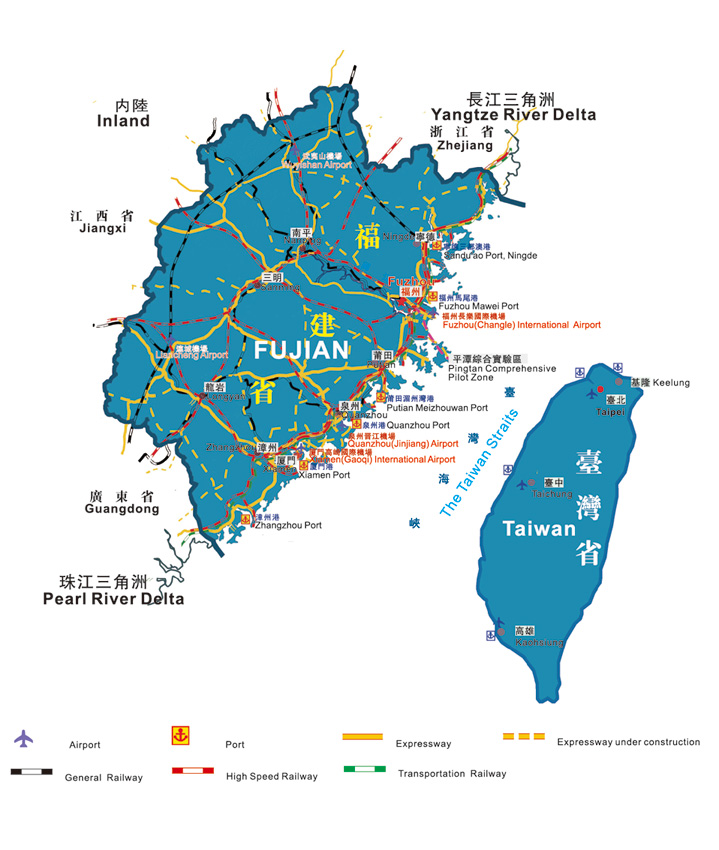 長江三角洲
Yangtze River Delta
内陸
Inland
浙江省
Zhejiang
武夷山機場
Wuyishan Airport
江西省
Jiangxi
南平
Nanping
福
Ningde 寧德
寧德三都澳港
Sandu'ao Port, Ningde
三明
Sanming
Fuzhou
福州
福州馬尾港
Fuzhou Mawei Port
福州長樂國際機場
Fuzhou(Changle) International Airport
建
FUJIAN
連城機場
Liancheng Airport
莆田
Putian
平潭綜合實驗區
Pingtan Comprehensive
Pilot Zone
省
龍岩
Longyan
莆田湄州灣港
Putian Meizhouwan Port
泉州
Quanzhou
泉州港 Quanzhou Port
泉州晉江機場
Quanzhou(Jinjiang) Airport
Zhangzhou 漳州
廈門
Xiamen
廈門高崎國際機場
Xiamen(Gaoqi) International Airport
廈門港
Xiamen Port
漳州港
Zhangzhou Port
廣東省
Guangdong
珠江三角洲
Pearl River Delta
臺灣海峽
The Taiwan Straits
基隆 Keelung
臺北
Taipei
臺中
Taizhung
臺灣省
Taiwan
高雄
Kaohsiung
Airport
Port
Expressway
Expressway under construction
General Railway
High Speed Railway
Transportation Railway